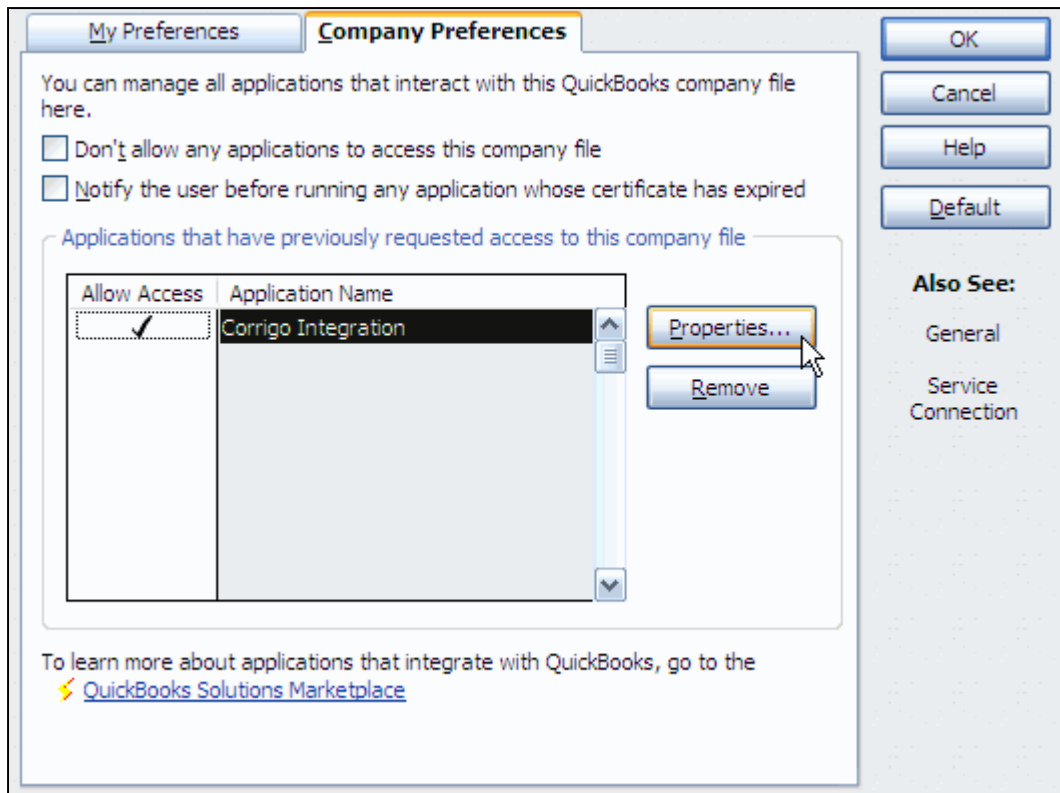 My Preferences
Company Preferences
You can manage all applications that interact with this QuickBooks company file
here.
Don't allow any applications to access this company file
Notify the user before running any application whose certificate has expired
Applications that have previously requested access to this company file
Allow Access Application Name
Corrigo Integration
Properties...
Remove
To learn more about applications that integrate with QuickBooks, go to the
QuickBooks Solutions Marketplace
OK
Cancel
Help
Default
Also See:
General
Service
Connection